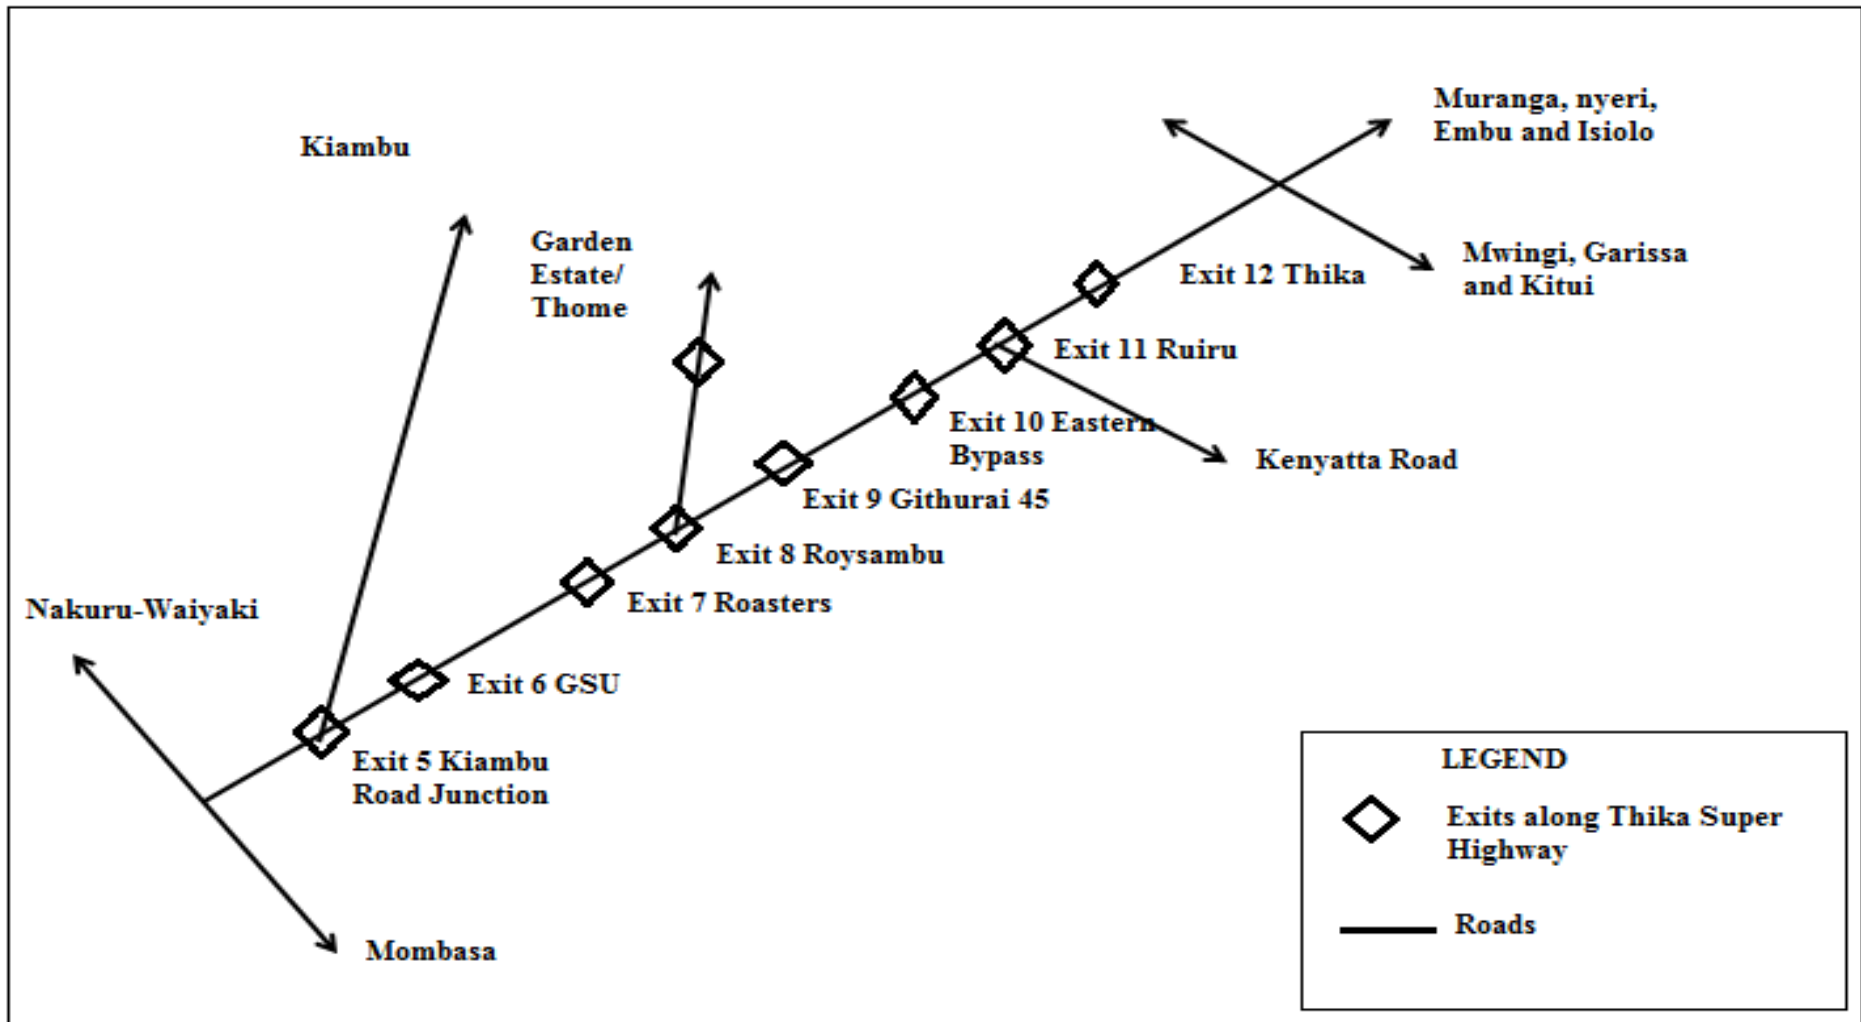 Muranga, nyeri,
Embu and Isiolo
Kiambu
Garden
Estate/
Thome
Mwingi, Garissa
and Kitui
Exit 12 Thika
Exit 11 Ruiru
Exit 10 Eastern
Bypass
Kenyatta Road
Exit 9 Githurai 45
Exit 8 Roysambu
Exit 7 Roasters
Nakuru-Waiyaki
Exit 6 GSU
Exit 5 Kiambu
Road Junction
Mombasa
LEGEND
Exits along Thika Super
Highway
Roads